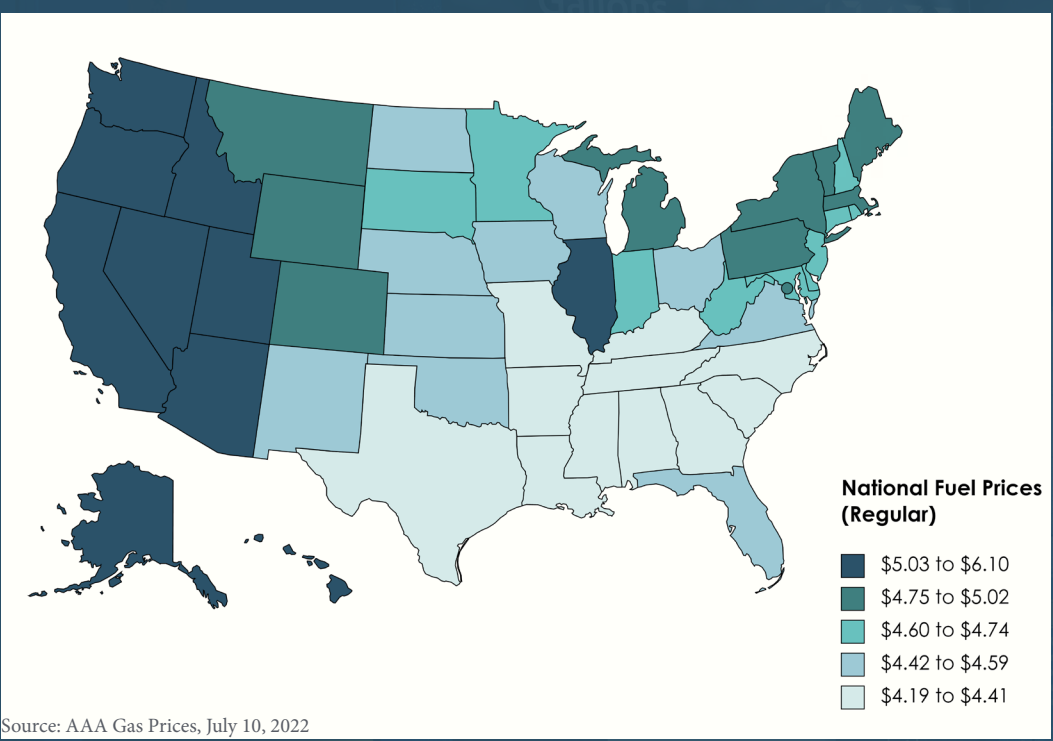 Gallons
National Fuel Prices
(Regular)
$5.03 to $6.10
$4.75 to $5.02
$4.60 to $4.74
$4.42 to $4.59
$4.19 to $4.41
Source: AAA Gas Prices, July 10, 2022